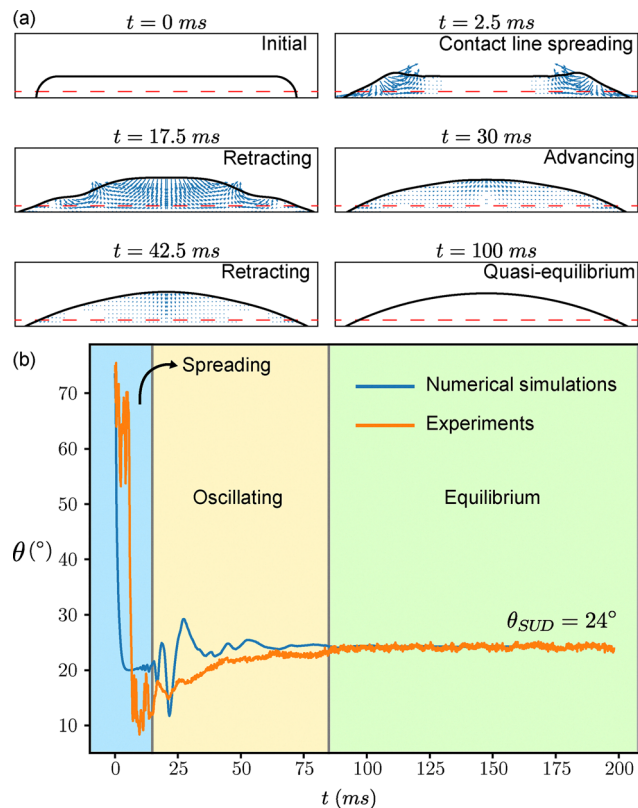 (a)
t = 0 ms
Initial
t = 2.5 ms
Contact line spreading
t = 17.5 ms
Retracting
t = 30 ms
Advancing
t = 42.5 ms
Retracting
t = 100 ms
Quasi-equilibrium
(b)
Spreading
Numerical simulations
Experiments
Oscillating
Equilibrium
θ_{SUD} = 24°
θ(°)
70
60
50
40
30
20
10
0 25 50 75 100 125 150 175 200
t (ms)